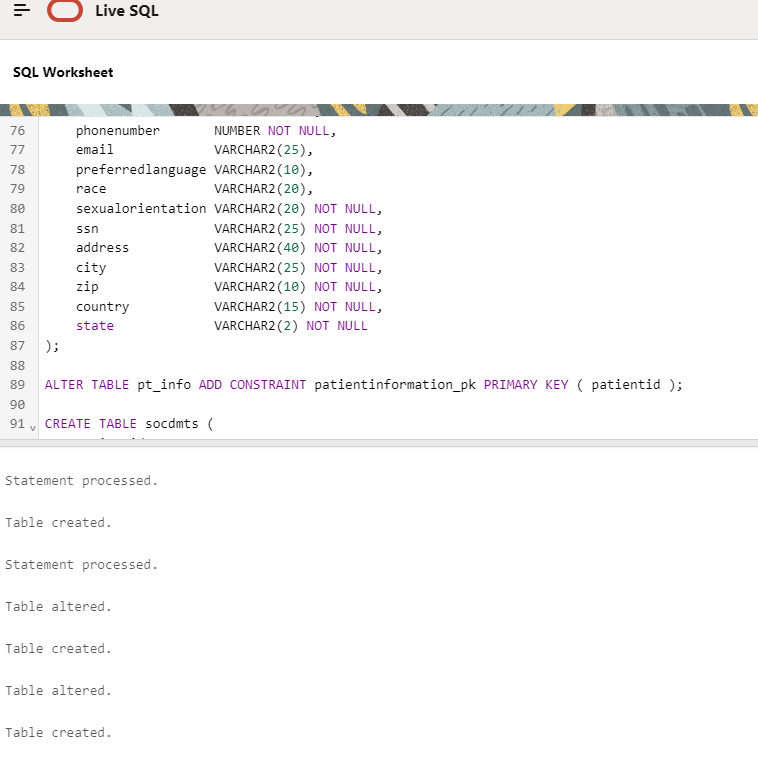 Live SQL
SQL Worksheet
76 phonenumber NUMBER NOT NULL,
77 email VARCHAR2(25),
78 preferredlanguage VARCHAR2(10),
79 race VARCHAR2(20),
80 sexualorientation VARCHAR2(20) NOT NULL,
81 ssn VARCHAR2(25) NOT NULL,
82 address VARCHAR2(40) NOT NULL,
83 city VARCHAR2(25) NOT NULL,
84 zip VARCHAR2(10) NOT NULL,
85 country VARCHAR2(15) NOT NULL,
86 state VARCHAR2(2) NOT NULL
87 );
88
89 ALTER TABLE pt_info ADD CONSTRAINT patientinformation_pk PRIMARY KEY ( patientid );
90
91 CREATE TABLE socdmts (
Statement processed.
Table created.
Statement processed.
Table altered.
Table created.
Table altered.
Table created.